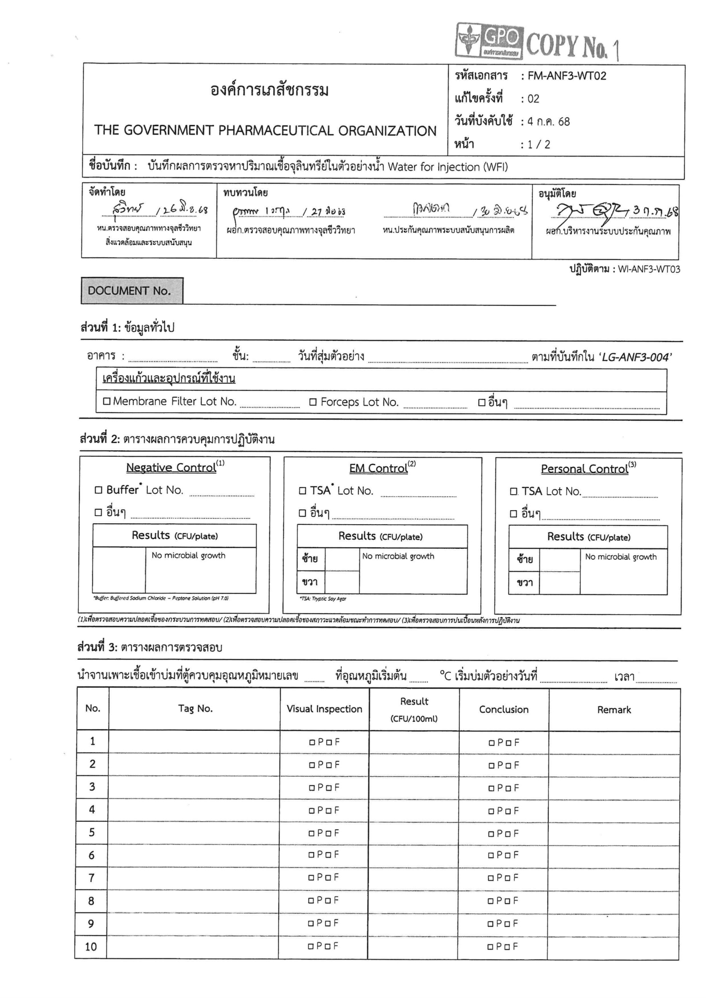 GPO องค์การเภสัชกรรม COPY No. 1
องค์การเภสัชกรรม
THE GOVERNMENT PHARMACEUTICAL ORGANIZATION
รหัสเอกสาร : FM-ANF3-WT02
แก้ไขครั้งที่ : 02
วันที่บังคับใช้ : 4 ก.ค. 68
หน้า : 1 / 2
ชื่อบันทึก : บันทึกผลการตรวจหาปริมาณเชื้อจุลินทรีย์ในตัวอย่างน้ำ Water for Injection (WFI)
จัดทำโดย ทบทวนโดย อนุมัติโดย
สุวิทย์ / 26 มิ.ย.68 / 27 / 30 มิ.ย.68 / 3 ก.ค.68
หน.ตรวจสอบคุณภาพทางจุลชีววิทยา ผอก.ตรวจสอบคุณภาพทางจุลชีววิทยา หน.ประกันคุณภาพระบบสนับสนุนการผลิต ผอก.บริหารงานระบบประกันคุณภาพ
สิ่งแวดล้อมและระบบสนับสนุน
ปฏิบัติตาม : WI-ANF3-WT03
DOCUMENT No.
ส่วนที่ 1: ข้อมูลทั่วไป
อาคาร : ชั้น: วันที่สุ่มตัวอย่าง ตามที่บันทึกใน 'LG-ANF3-004'
เครื่องแก้วและอุปกรณ์ที่ใช้งาน
☐ Membrane Filter Lot No. ☐ Forceps Lot No. ☐ อื่นๆ
ส่วนที่ 2: ตารางผลการควบคุมการปฏิบัติงาน
Negative Control(1)
☐ Buffer* Lot No.
☐ อื่นๆ
Results (CFU/plate)
No microbial growth
*Buffer: Buffered Sodium Chloride – Peptone Solution (pH 7.0)
EM Control(2)
☐ TSA* Lot No.
☐ อื่นๆ
Results (CFU/plate)
ซ้าย No microbial growth
ขวา
*TSA: Tryptic Soy Agar
Personal Control(3)
☐ TSA Lot No.
☐ อื่นๆ
Results (CFU/plate)
ซ้าย No microbial growth
ขวา
(1)เพื่อตรวจสอบความปลอดเชื้อของกระบวนการทดสอบ/ (2)เพื่อตรวจสอบความปลอดเชื้อของสภาวะแวดล้อมขณะทำการทดสอบ/ (3)เพื่อตรวจสอบการปนเปื้อนหลังการปฏิบัติงาน
ส่วนที่ 3: ตารางผลการตรวจสอบ
นำจานเพาะเชื้อเข้าบ่มที่ตู้ควบคุมอุณหภูมิหมายเลข ที่อุณหภูมิเริ่มต้น °C เริ่มบ่มตัวอย่างวันที่ เวลา
No. Tag No. Visual Inspection Result (CFU/100ml) Conclusion Remark
1 ☐ P ☐ F ☐ P ☐ F
2 ☐ P ☐ F ☐ P ☐ F
3 ☐ P ☐ F ☐ P ☐ F
4 ☐ P ☐ F ☐ P ☐ F
5 ☐ P ☐ F ☐ P ☐ F
6 ☐ P ☐ F ☐ P ☐ F
7 ☐ P ☐ F ☐ P ☐ F
8 ☐ P ☐ F ☐ P ☐ F
9 ☐ P ☐ F ☐ P ☐ F
10 ☐ P ☐ F ☐ P ☐ F